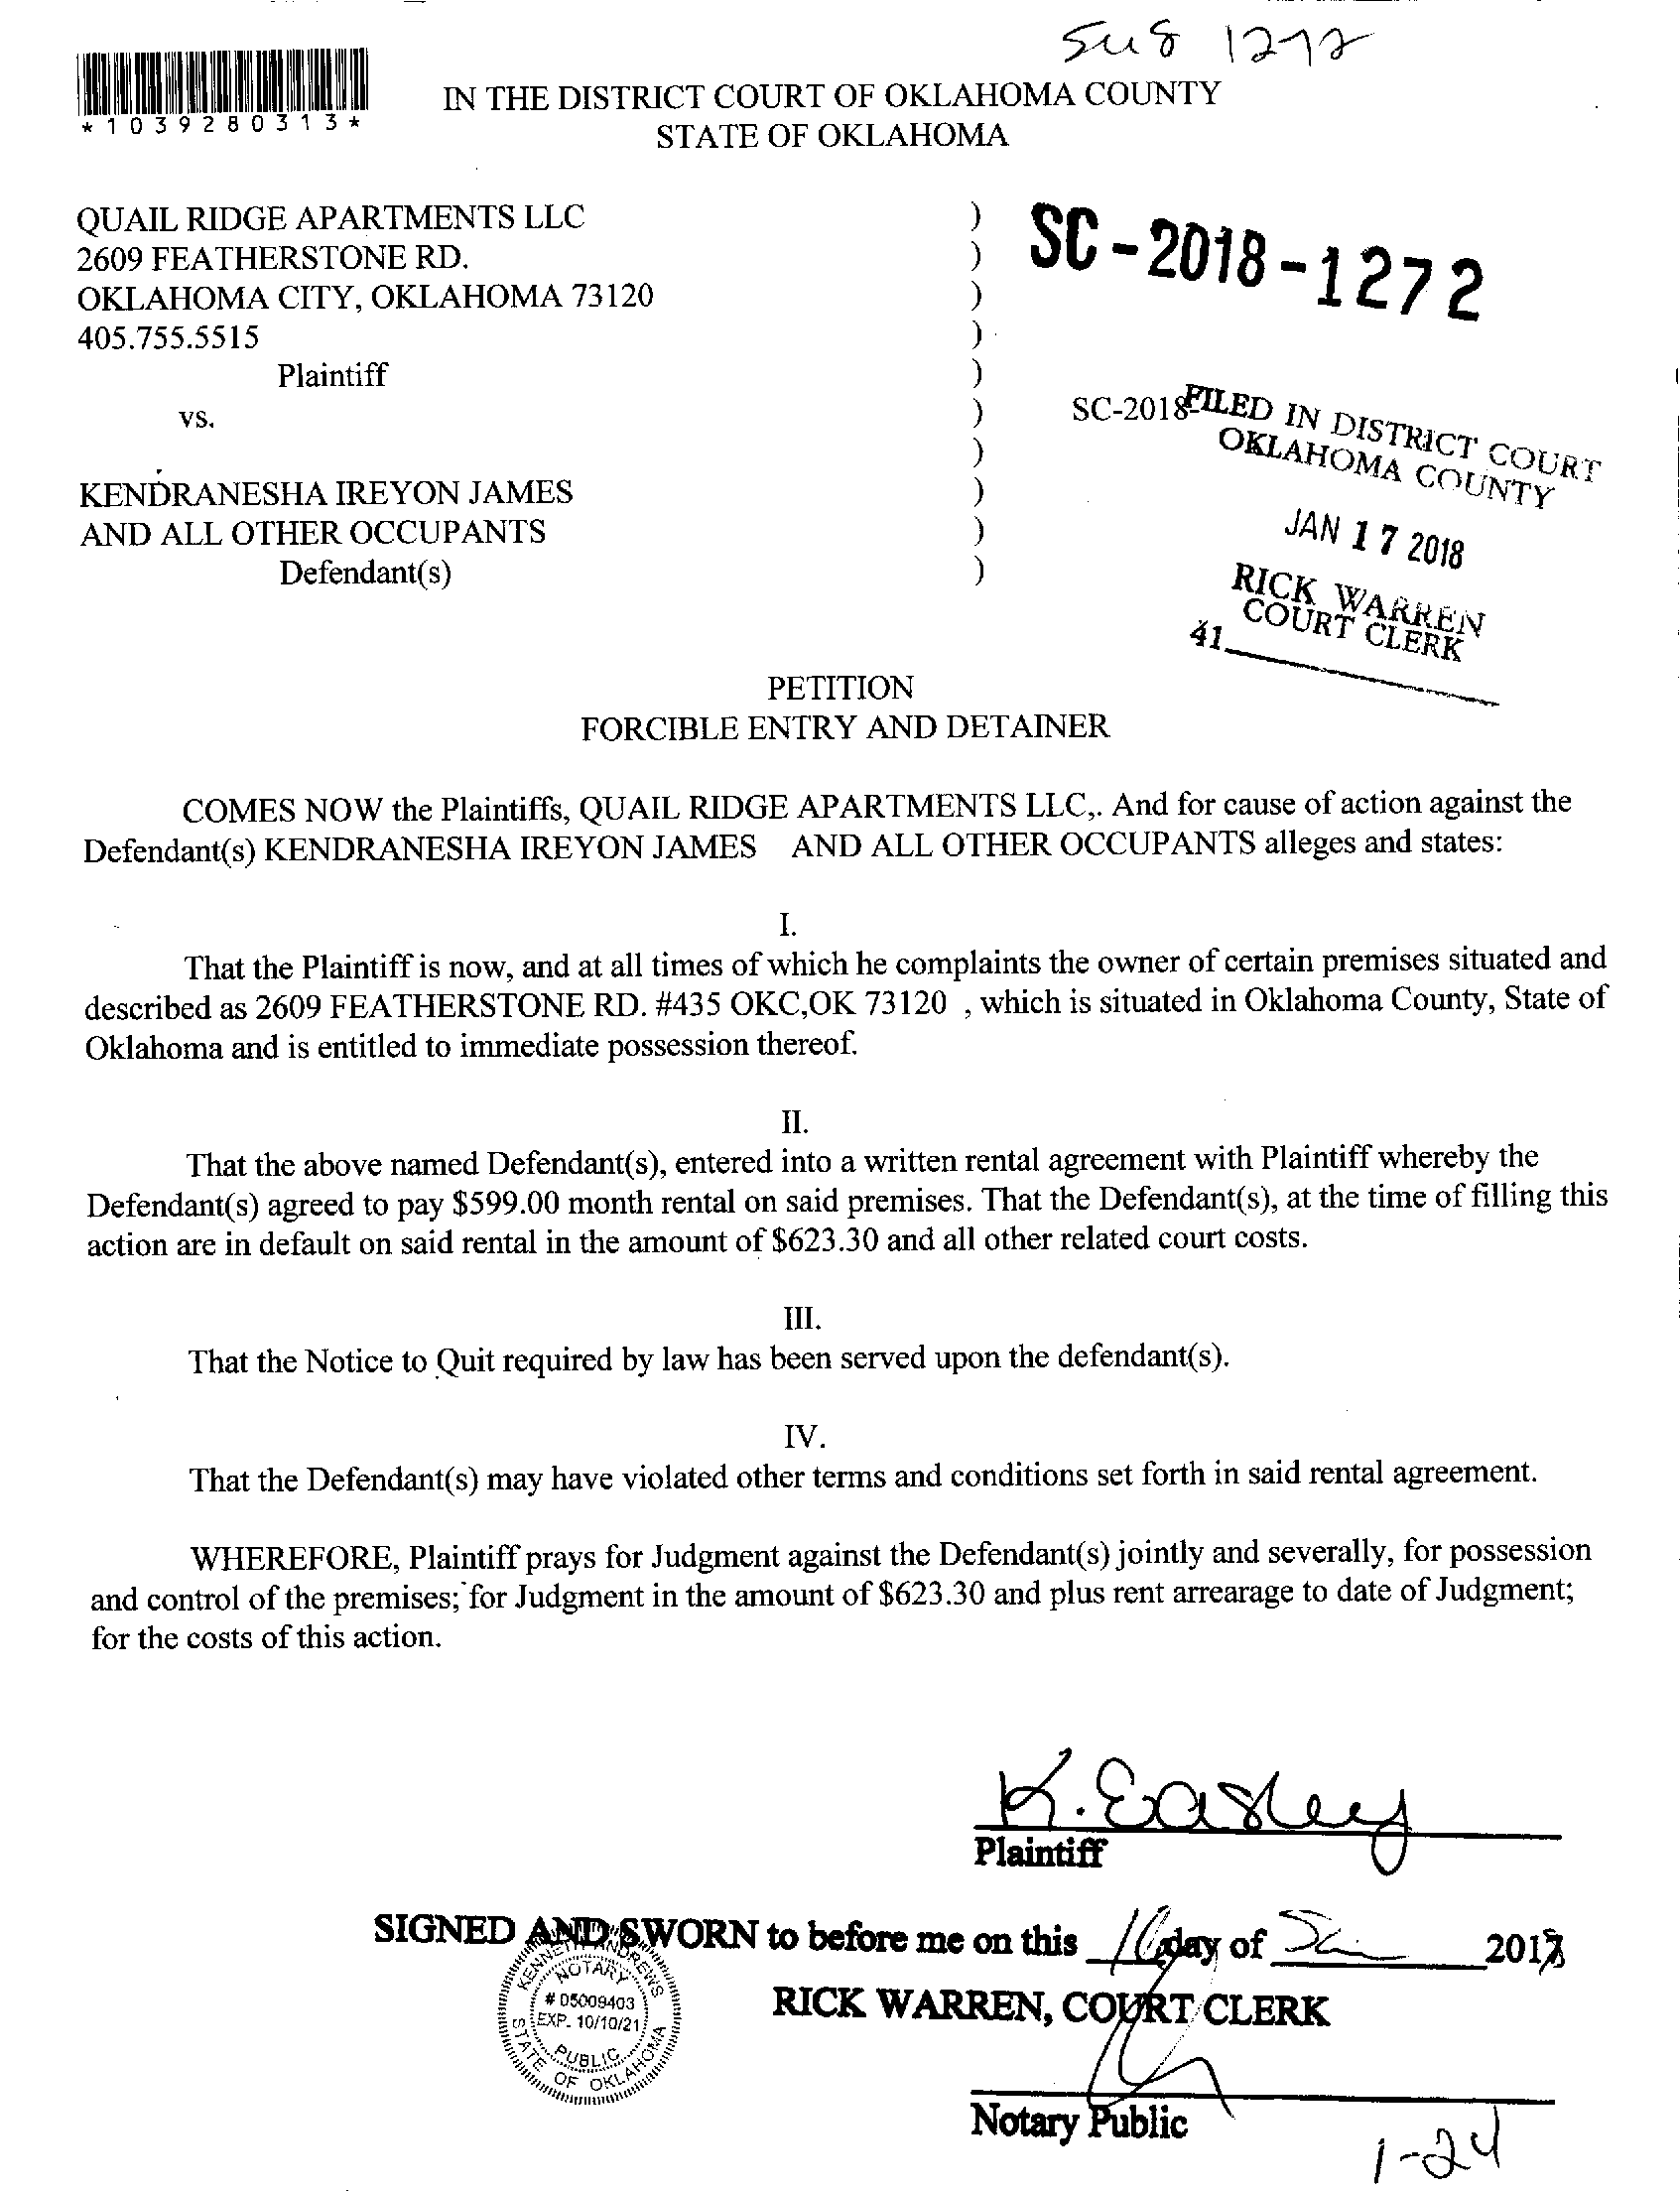 SC8 1272
*1039280313*
IN THE DISTRICT COURT OF OKLAHOMA COUNTY
STATE OF OKLAHOMA
QUAIL RIDGE APARTMENTS LLC )
2609 FEATHERSTONE RD. )
OKLAHOMA CITY, OKLAHOMA 73120 )
405.755.5515 )
Plaintiff )
vs. )
)
KENDRANESHA IREYON JAMES )
AND ALL OTHER OCCUPANTS )
Defendant(s) )
SC-2018-1272
SC-2018-
FILED IN DISTRICT COURT
OKLAHOMA COUNTY
JAN 17 2018
RICK WARREN
COURT CLERK
41
PETITION
FORCIBLE ENTRY AND DETAINER
COMES NOW the Plaintiffs, QUAIL RIDGE APARTMENTS LLC,. And for cause of action against the
Defendant(s) KENDRANESHA IREYON JAMES AND ALL OTHER OCCUPANTS alleges and states:
I.
That the Plaintiff is now, and at all times of which he complaints the owner of certain premises situated and
described as 2609 FEATHERSTONE RD. #435 OKC,OK 73120 , which is situated in Oklahoma County, State of
Oklahoma and is entitled to immediate possession thereof.
II.
That the above named Defendant(s), entered into a written rental agreement with Plaintiff whereby the
Defendant(s) agreed to pay $599.00 month rental on said premises. That the Defendant(s), at the time of filling this
action are in default on said rental in the amount of $623.30 and all other related court costs.
III.
That the Notice to Quit required by law has been served upon the defendant(s).
IV.
That the Defendant(s) may have violated other terms and conditions set forth in said rental agreement.
WHEREFORE, Plaintiff prays for Judgment against the Defendant(s) jointly and severally, for possession
and control of the premises; for Judgment in the amount of $623.30 and plus rent arrearage to date of Judgment;
for the costs of this action.
K. Easley
Plaintiff
SIGNED AND SWORN to before me on this 16 day of Jan 2018
KENNETH ANDREWS
NOTARY
# 05009403
EXP. 10/10/21
PUBLIC
STATE OF OKLAHOMA
RICK WARREN, COURT CLERK
Notary Public
1-24